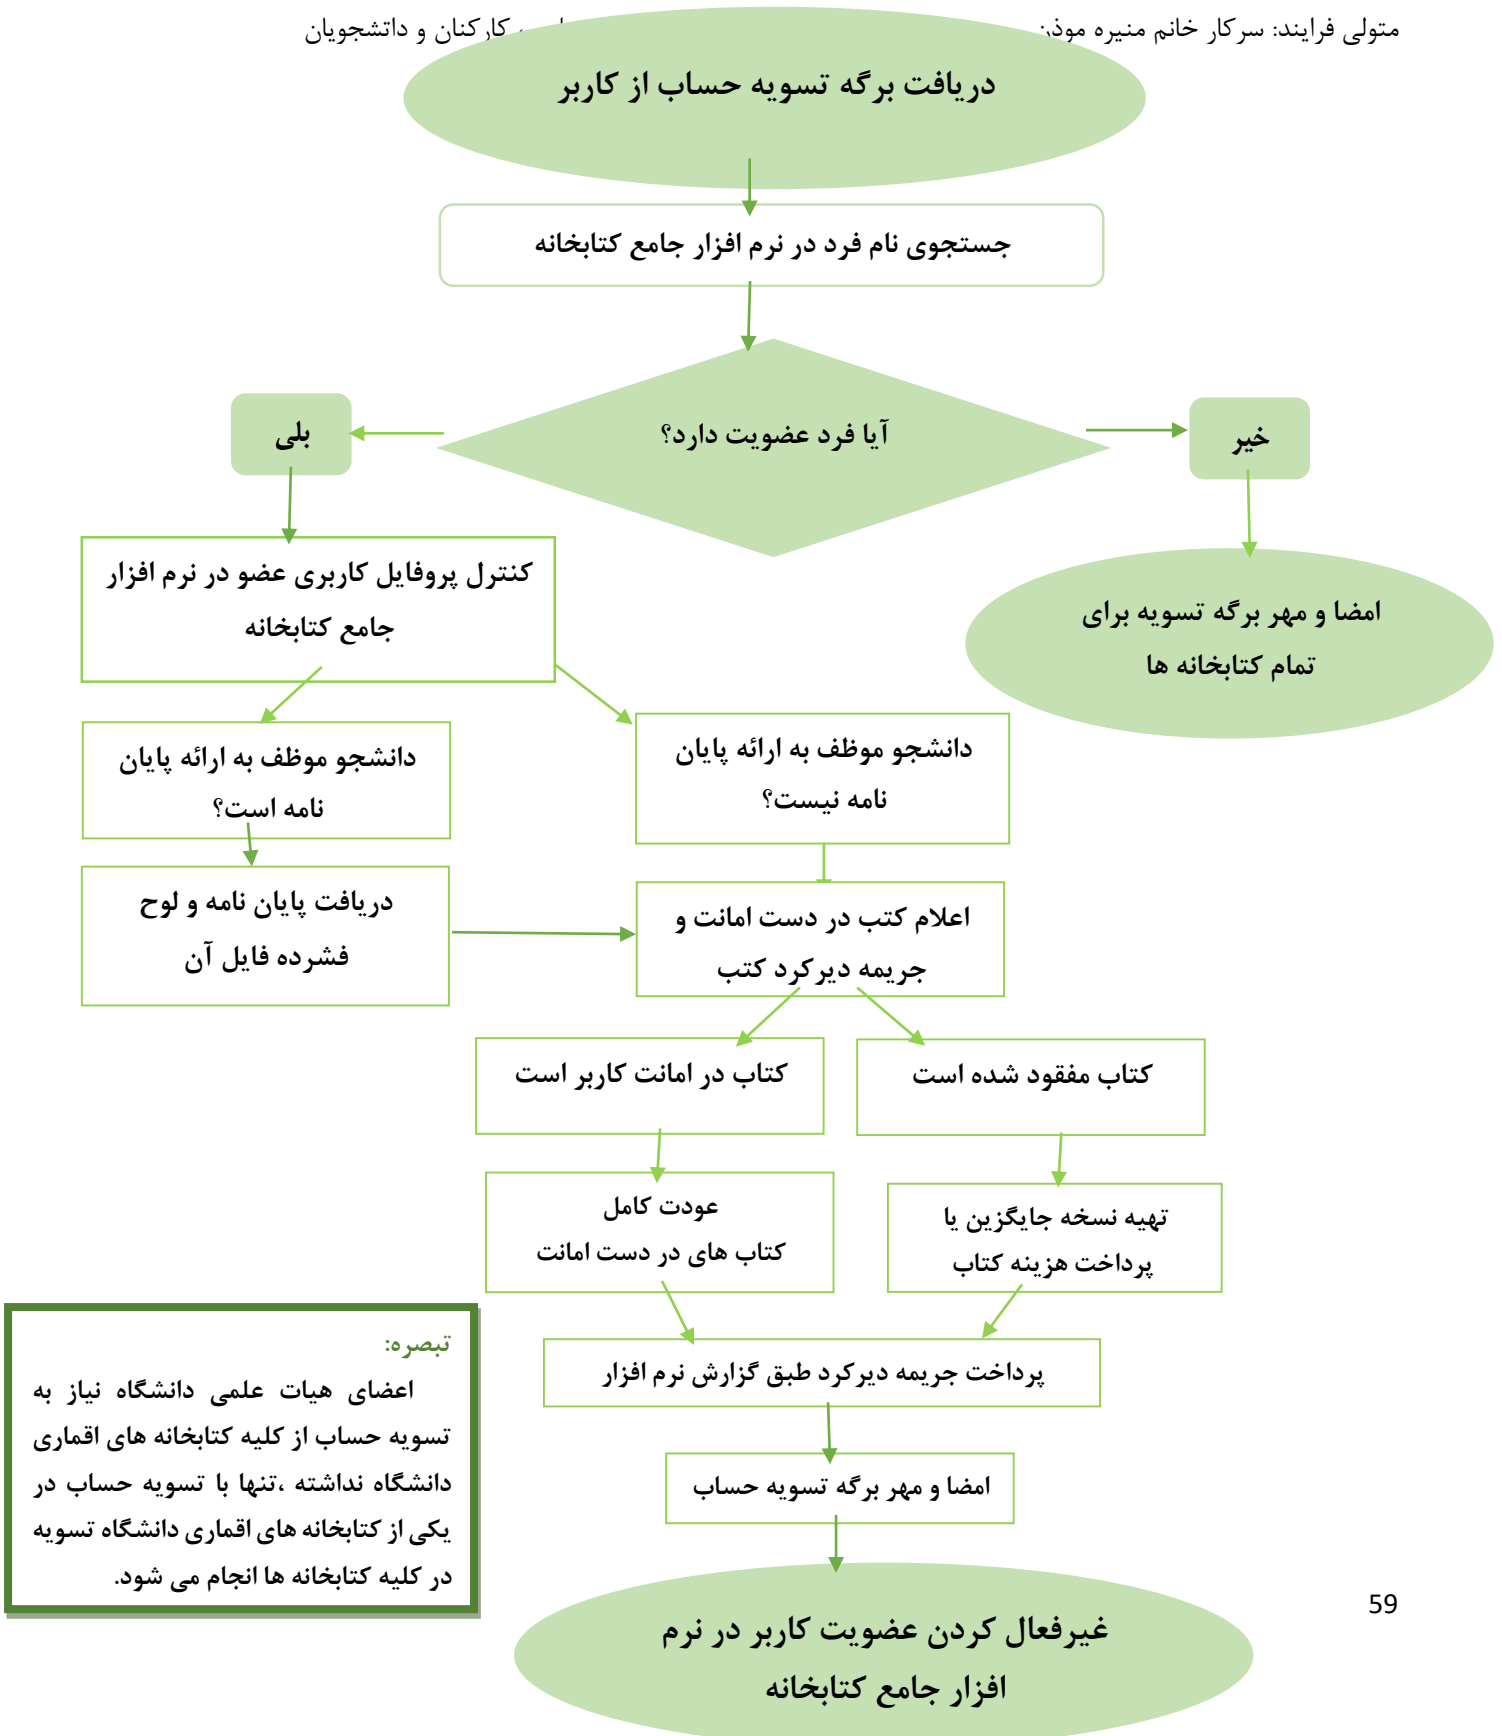 متولی فرایند: سرکار خانم منیره موذن
کارکنان و داتشجویان
دریافت برگه تسویه حساب از کاربر
جستجوی نام فرد در نرم افزار جامع کتابخانه
آیا فرد عضویت دارد؟
خیر
بلی
امضا و مهر برگه تسویه برای
تمام کتابخانه ها
کنترل پروفایل کاربری عضو در نرم افزار
جامع کتابخانه
دانشجو موظف به ارائه پایان
نامه نیست؟
دانشجو موظف به ارائه پایان
نامه است؟
دریافت پایان نامه و لوح
فشرده فایل آن
اعلام کتب در دست امانت و
جریمه دیرکرد کتب
کتاب مفقود شده است
کتاب در امانت کاربر است
تهیه نسخه جایگزین یا
پرداخت هزینه کتاب
عودت کامل
کتاب های در دست امانت
پرداخت جریمه دیرکرد طبق گزارش نرم افزار
امضا و مهر برگه تسویه حساب
غیرفعال کردن عضویت کاربر در نرم
افزار جامع کتابخانه
تبصره:
اعضای هیات علمی دانشگاه نیاز به
تسویه حساب از کلیه کتابخانه های اقماری
دانشگاه نداشته ،تنها با تسویه حساب در
یکی از کتابخانه های اقماری دانشگاه تسویه
در کلیه کتابخانه ها انجام می شود.
59